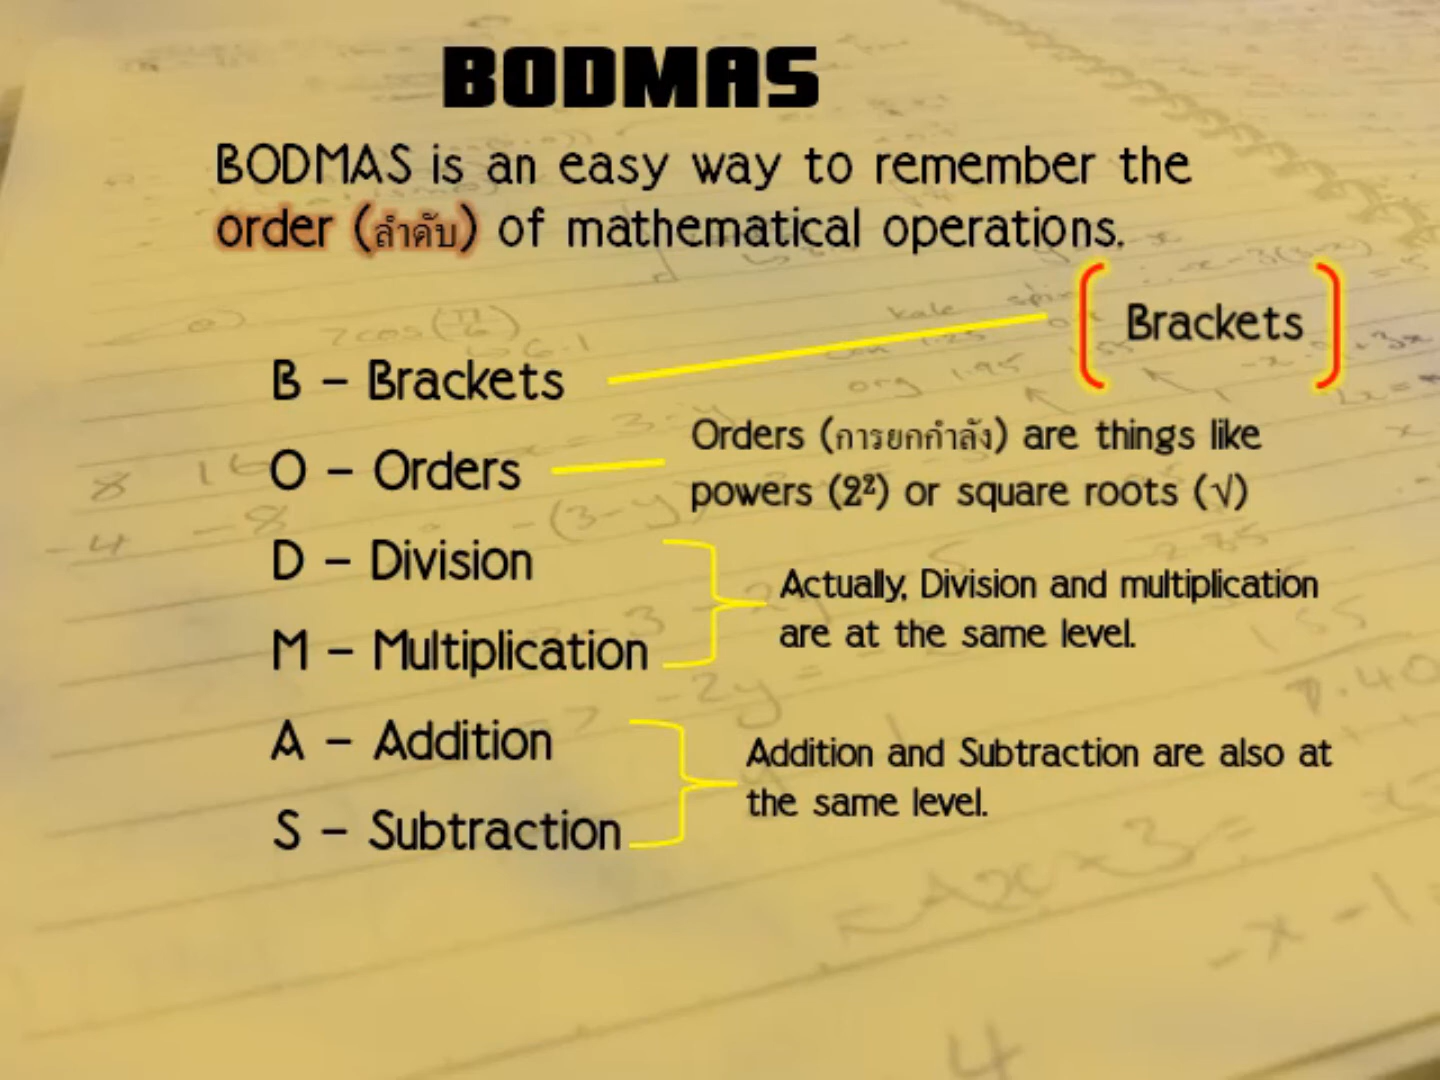 BODMAS
BODMAS is an easy way to remember the
order (ลำดับ) of mathematical operations.
B – Brackets
Brackets
O – Orders
Orders (การยกกำลัง) are things like
powers (2²) or square roots (√)
D – Division
M – Multiplication
Actually, Division and multiplication
are at the same level.
A – Addition
S – Subtraction
Addition and Subtraction are also at
the same level.